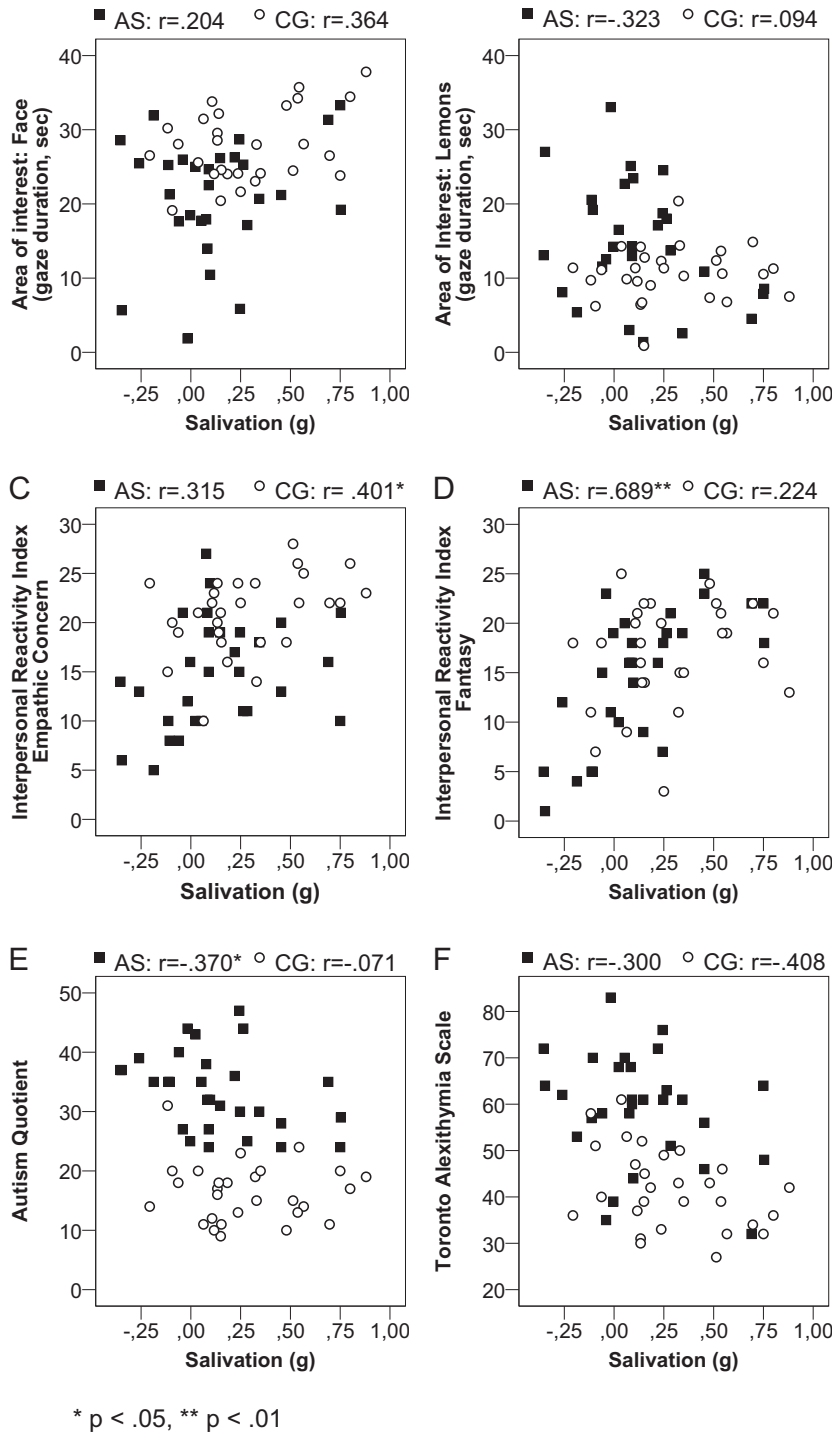 AS: r=.204 CG: r=.364
Area of interest: Face
(gaze duration, sec)
40
30
20
10
0
-,25 ,00 ,25 ,50 ,75 1,00
Salivation (g)
AS: r=-.323 CG: r=.094
Area of Interest: Lemons
(gaze duration, sec)
40
30
20
10
0
-,25 ,00 ,25 ,50 ,75 1,00
Salivation (g)
C
AS: r=.315 CG: r= .401*
Interpersonal Reactivity Index
Empathic Concern
30
25
20
15
10
5
0
-,25 ,00 ,25 ,50 ,75 1,00
Salivation (g)
D
AS: r=.689** CG: r=.224
Interpersonal Reactivity Index
Fantasy
30
25
20
15
10
5
0
-,25 ,00 ,25 ,50 ,75 1,00
Salivation (g)
E
AS: r=-.370* CG: r=-.071
Autism Quotient
50
40
30
20
10
0
-,25 ,00 ,25 ,50 ,75 1,00
Salivation (g)
F
AS: r=-.300 CG: r=-.408
Toronto Alexithymia Scale
80
70
60
50
40
30
20
-,25 ,00 ,25 ,50 ,75 1,00
Salivation (g)
* p < .05, ** p < .01